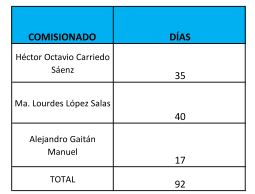 COMISIONADO DÍAS
Héctor Octavio Carriedo
Sáenz 35
Ma. Lourdes López Salas 40
Alejandro Gaitán
Manuel 17
TOTAL 92